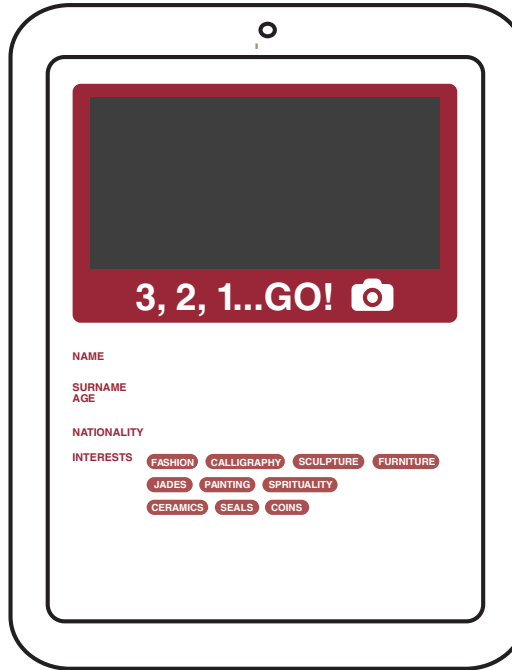 3, 2, 1...GO!
NAME
SURNAME
AGE
NATIONALITY
INTERESTS FASHION CALLIGRAPHY SCULPTURE FURNITURE
JADES PAINTING SPRITUALITY
CERAMICS SEALS COINS